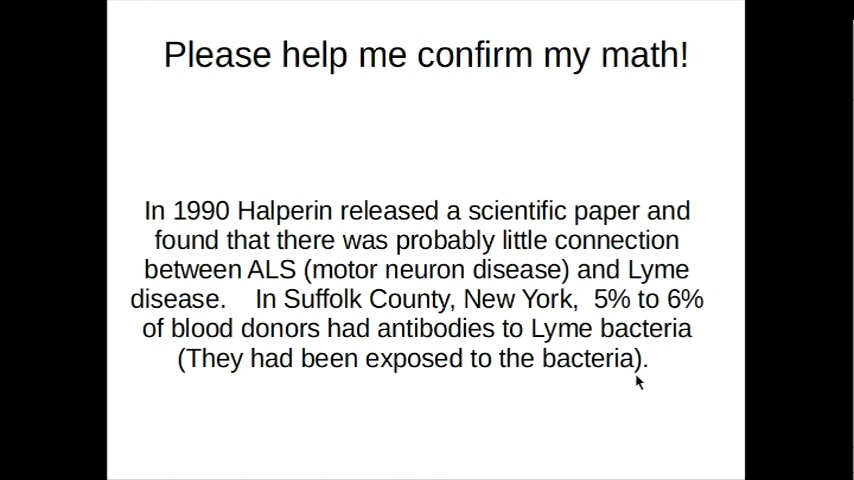 Please help me confirm my math!
In 1990 Halperin released a scientific paper and
found that there was probably little connection
between ALS (motor neuron disease) and Lyme
disease. In Suffolk County, New York, 5% to 6%
of blood donors had antibodies to Lyme bacteria
(They had been exposed to the bacteria).